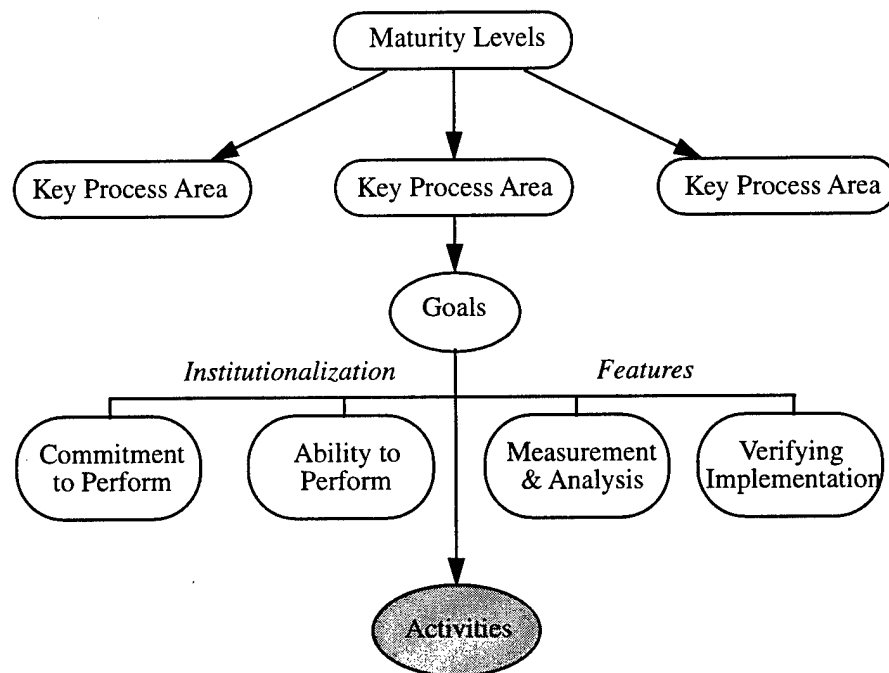 Maturity Levels
Key Process Area
Key Process Area
Key Process Area
Goals
Institutionalization
Features
Commitment
to Perform
Ability to
Perform
Measurement
& Analysis
Verifying
Implementation
Activities